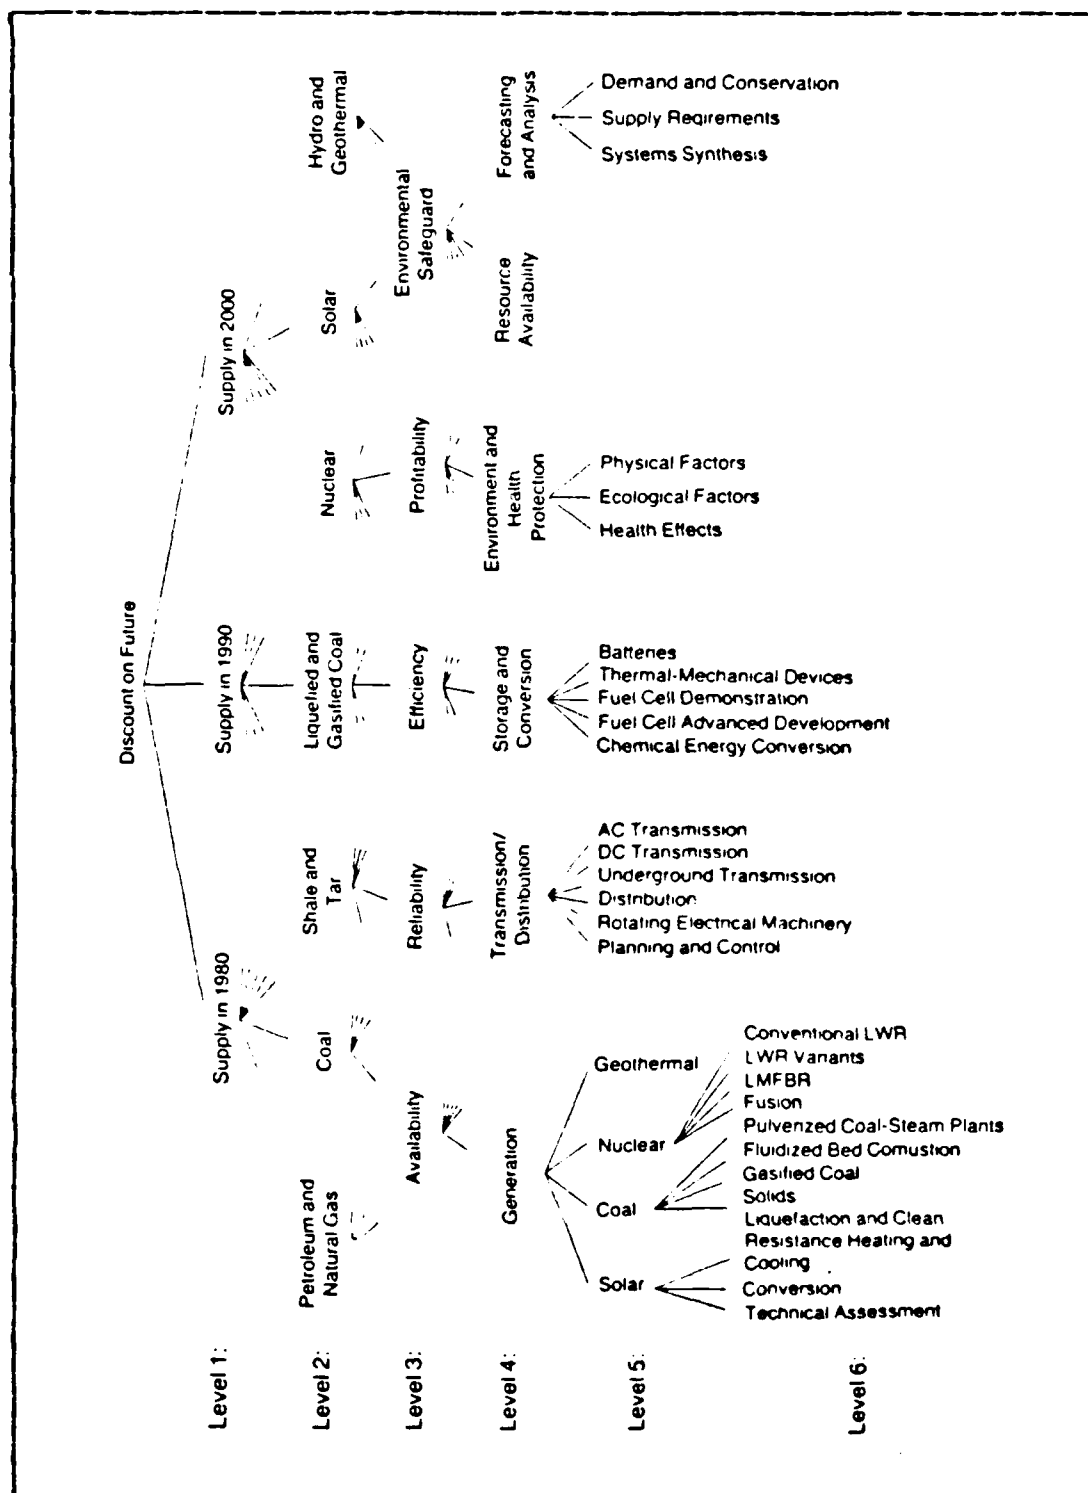 Discount on Future
Level 1:
Supply in 1980
Supply in 1990
Supply in 2000
Level 2:
Petroleum and
Natural Gas
Coal
Shale and
Tar
Liquefied and
Gasified Coal
Nuclear
Solar
Hydro and
Geothermal
Level 3:
Availability
Reliability
Efficiency
Profitability
Environmental
Safeguard
Level 4:
Generation
Transmission/
Distribution
Storage and
Conversion
Environment and
Health
Protection
Resource
Availability
Forecasting
and Analysis
Level 5:
Solar
Coal
Nuclear
Geothermal
AC Transmission
DC Transmission
Underground Transmission
Distribution
Rotating Electrical Machinery
Planning and Control
Batteries
Thermal-Mechanical Devices
Fuel Cell Demonstration
Fuel Cell Advanced Development
Chemical Energy Conversion
Physical Factors
Ecological Factors
Health Effects
Demand and Conservation
Supply Reqirements
Systems Synthesis
Level 6:
Conventional LWR
LWR Variants
LMFBR
Fusion
Pulverized Coal-Steam Plants
Fluidized Bed Comustion
Gasified Coal
Solids
Liquefaction and Clean
Resistance Heating and
Cooling
Conversion
Technical Assessment